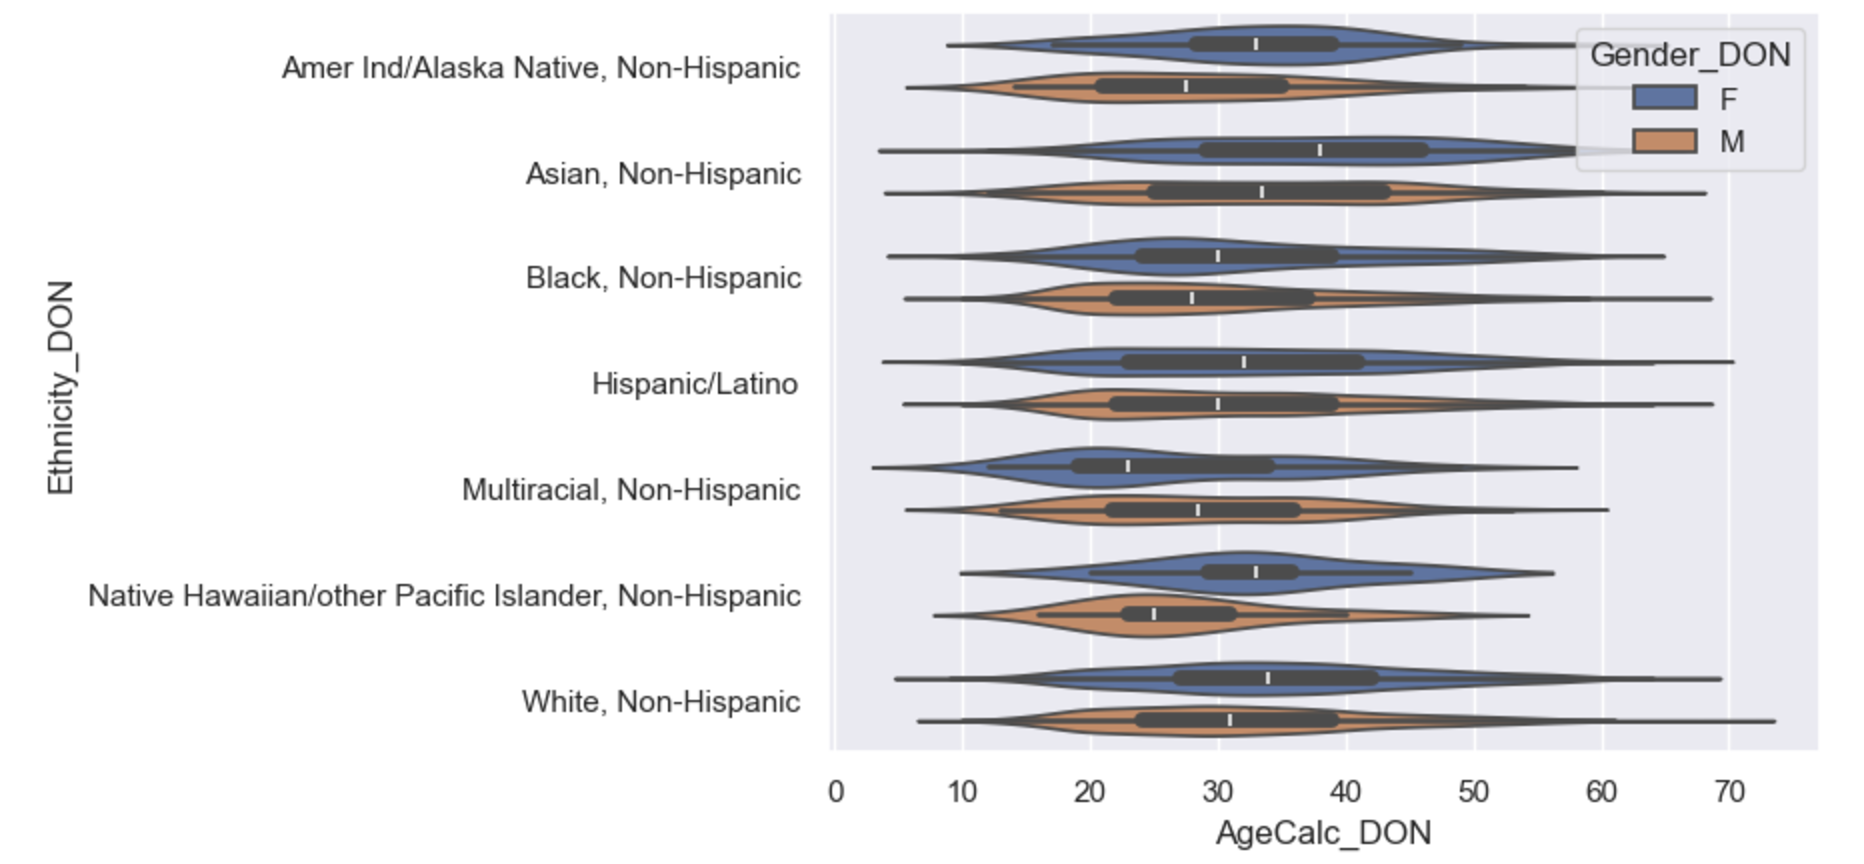 Amer Ind/Alaska Native, Non-Hispanic
Asian, Non-Hispanic
Black, Non-Hispanic
Hispanic/Latino
Multiracial, Non-Hispanic
Native Hawaiian/other Pacific Islander, Non-Hispanic
White, Non-Hispanic
Ethnicity_DON
Gender_DON
F
M
0 10 20 30 40 50 60 70
AgeCalc_DON